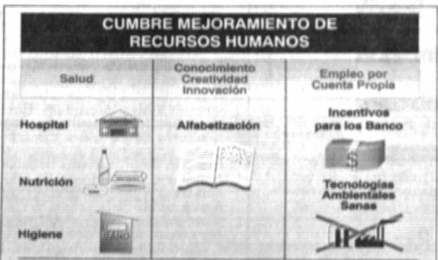 CUMBRE MEJORAMIENTO DE
RECURSOS HUMANOS
Salud
Conocimiento
Creatividad
Innovación
Empleo por
Cuenta Propia
Hospital
Nutrición
Higiene
BAÑO
Alfabetización
Incentivos
para los Banco
$
Tecnologías
Ambientales
Sanas